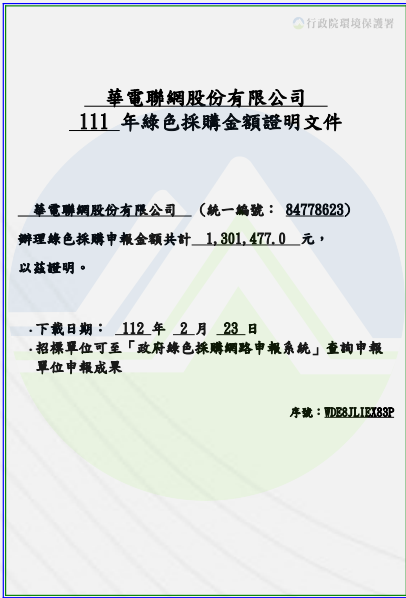 行政院環境保護署
華電聯網股份有限公司
111 年綠色採購金額證明文件
華電聯網股份有限公司 (統一編號： 84778623)
辦理綠色採購申報金額共計 1,301,477.0 元，
以茲證明。
．下載日期： 112 年 2 月 23 日
．招標單位可至「政府綠色採購網路申報系統」查詢申報
單位申報成果
序號：WDE8JLIEX83P